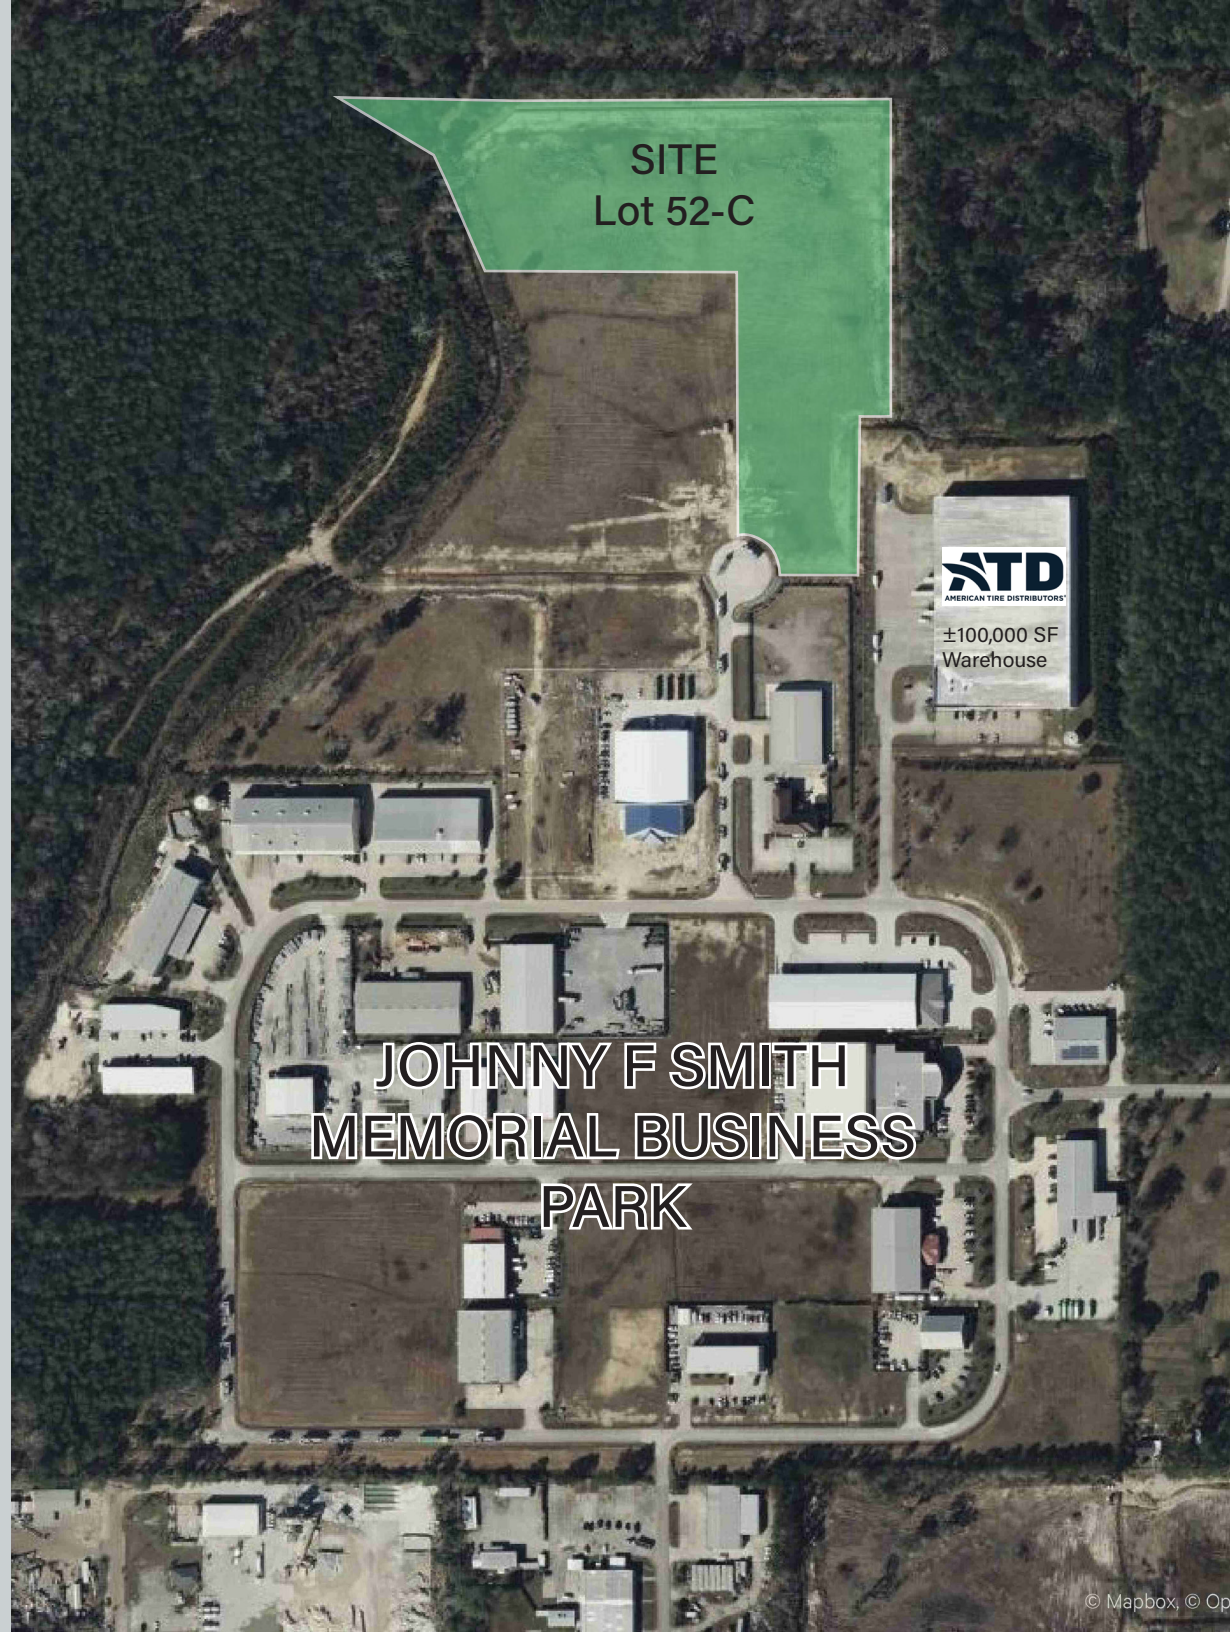 SITE
Lot 52-C
ATD
AMERICAN TIRE DISTRIBUTORS®
±100,000 SF
Warehouse
JOHNNY F SMITH
MEMORIAL BUSINESS
PARK
© Mapbox, © Op